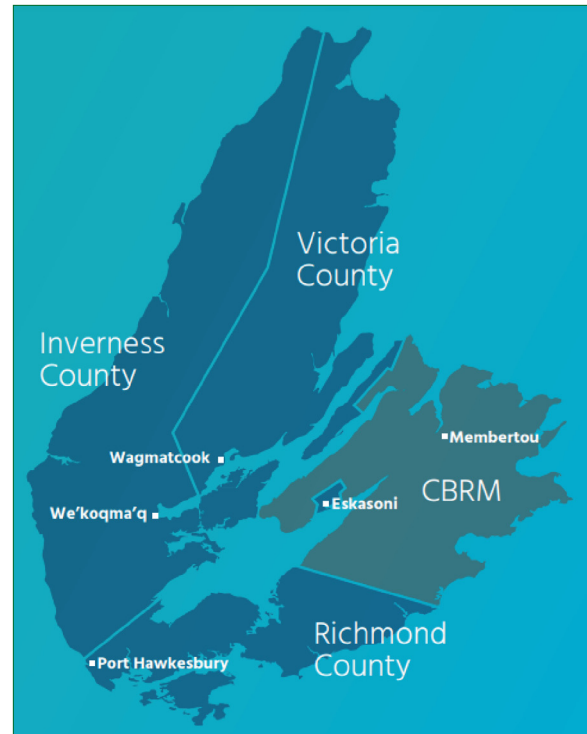 Victoria
County
Inverness
County
Membertou
Wagmatcook
CBRM
Eskasoni
We'koqma'q
Richmond
County
Port Hawkesbury